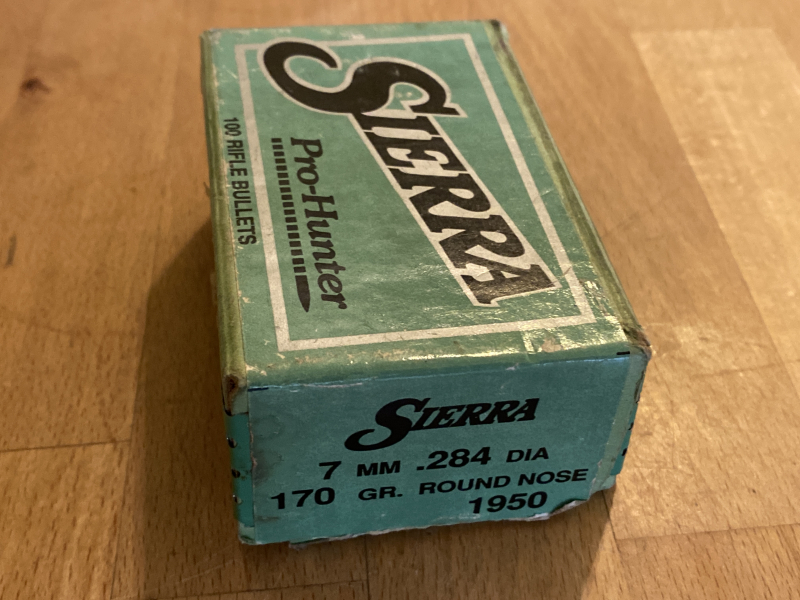 SIERRA
Pro-Hunter
100 RIFLE BULLETS
SIERRA
7 MM .284 DIA
170 GR. ROUND NOSE
1950